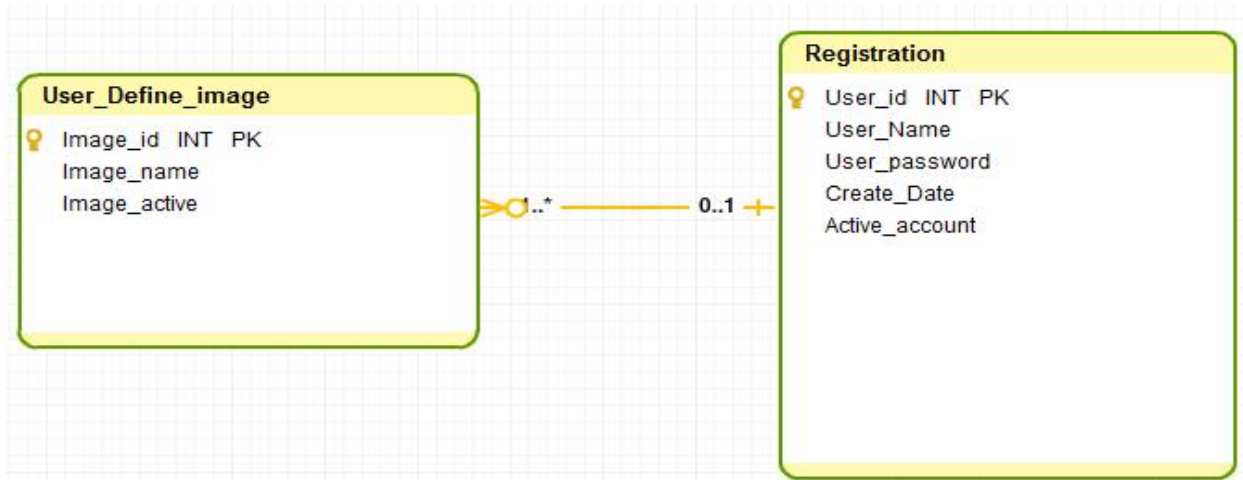 User_Define_image
Image_id INT PK
Image_name
Image_active
1..*
0..1
Registration
User_id INT PK
User_Name
User_password
Create_Date
Active_account